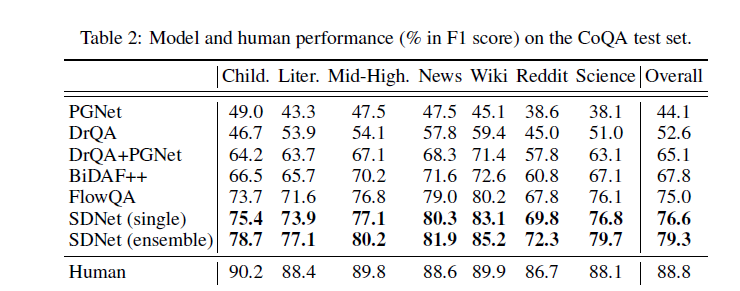 Table 2: Model and human performance (% in F1 score) on the CoQA test set.
Child. Liter. Mid-High. News Wiki Reddit Science Overall
PGNet 49.0 43.3 47.5 47.5 45.1 38.6 38.1 44.1
DrQA 46.7 53.9 54.1 57.8 59.4 45.0 51.0 52.6
DrQA+PGNet 64.2 63.7 67.1 68.3 71.4 57.8 63.1 65.1
BiDAF++ 66.5 65.7 70.2 71.6 72.6 60.8 67.1 67.8
FlowQA 73.7 71.6 76.8 79.0 80.2 67.8 76.1 75.0
SDNet (single) 75.4 73.9 77.1 80.3 83.1 69.8 76.8 76.6
SDNet (ensemble) 78.7 77.1 80.2 81.9 85.2 72.3 79.7 79.3
Human 90.2 88.4 89.8 88.6 89.9 86.7 88.1 88.8